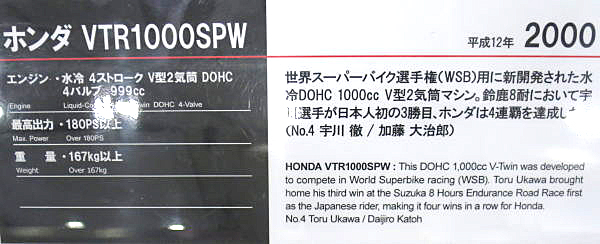 ホンダ VTR1000SPW
エンジン・水冷 4ストローク V型2気筒 DOHC
4バルブ 999cc
Engine Liquid-Co Twin DOHC 4-Valve
最高出力・180PS以上
Max. Power Over 180PS
重 量・167kg以上
Weight Over 167kg
平成12年 2000
世界スーパーバイク選手権(WSB)用に新開発された水
冷DOHC 1000cc V型2気筒マシン。鈴鹿8耐において宇
選手が日本人初の3勝目、ホンダは4連覇を達成し
(No.4 宇川 徹 / 加藤 大治郎)
HONDA VTR1000SPW : This DOHC 1,000cc V-Twin was developed
to compete in World Superbike racing (WSB). Toru Ukawa brought
home his third win at the Suzuka 8 Hours Endurance Road Race first
as the Japanese rider, making it four wins in a row for Honda.
No.4 Toru Ukawa / Daijiro Katoh